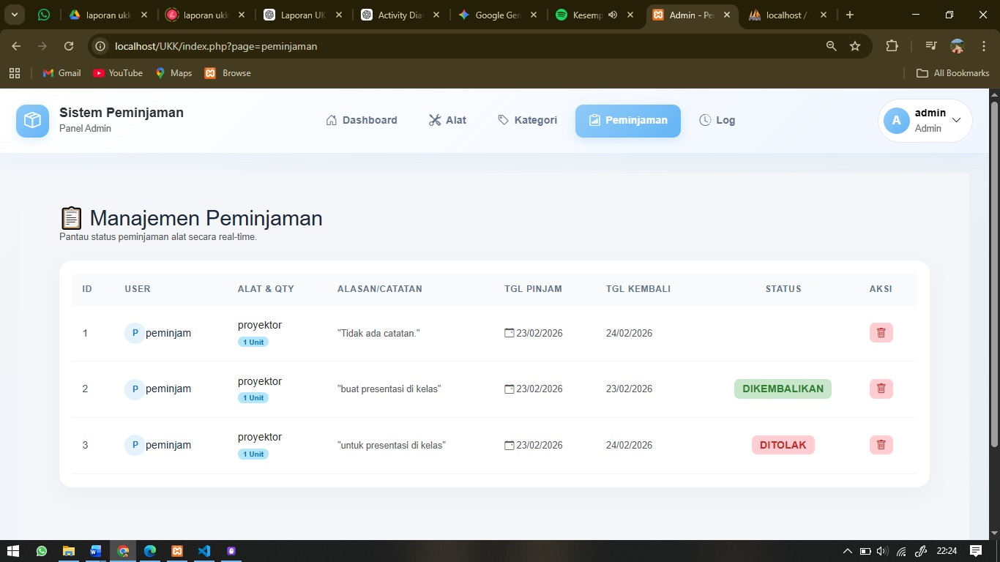 laporan ukk
laporan ukk
Laporan UK
Activity Dia
Google Gen
Kesemp
Admin - Pe
localhost /
localhost/UKK/index.php?page=peminjaman
Gmail
YouTube
Maps
Browse
All Bookmarks
Sistem Peminjaman
Panel Admin
Dashboard
Alat
Kategori
Peminjaman
Log
A
admin
Admin
Manajemen Peminjaman
Pantau status peminjaman alat secara real-time.
ID USER ALAT & QTY ALASAN/CATATAN TGL PINJAM TGL KEMBALI STATUS AKSI
1 P peminjam proyektor 1 Unit "Tidak ada catatan." 23/02/2026 24/02/2026
2 P peminjam proyektor 1 Unit "buat presentasi di kelas" 23/02/2026 23/02/2026 DIKEMBALIKAN
3 P peminjam proyektor 1 Unit "untuk presentasi di kelas" 23/02/2026 24/02/2026 DITOLAK
22:24